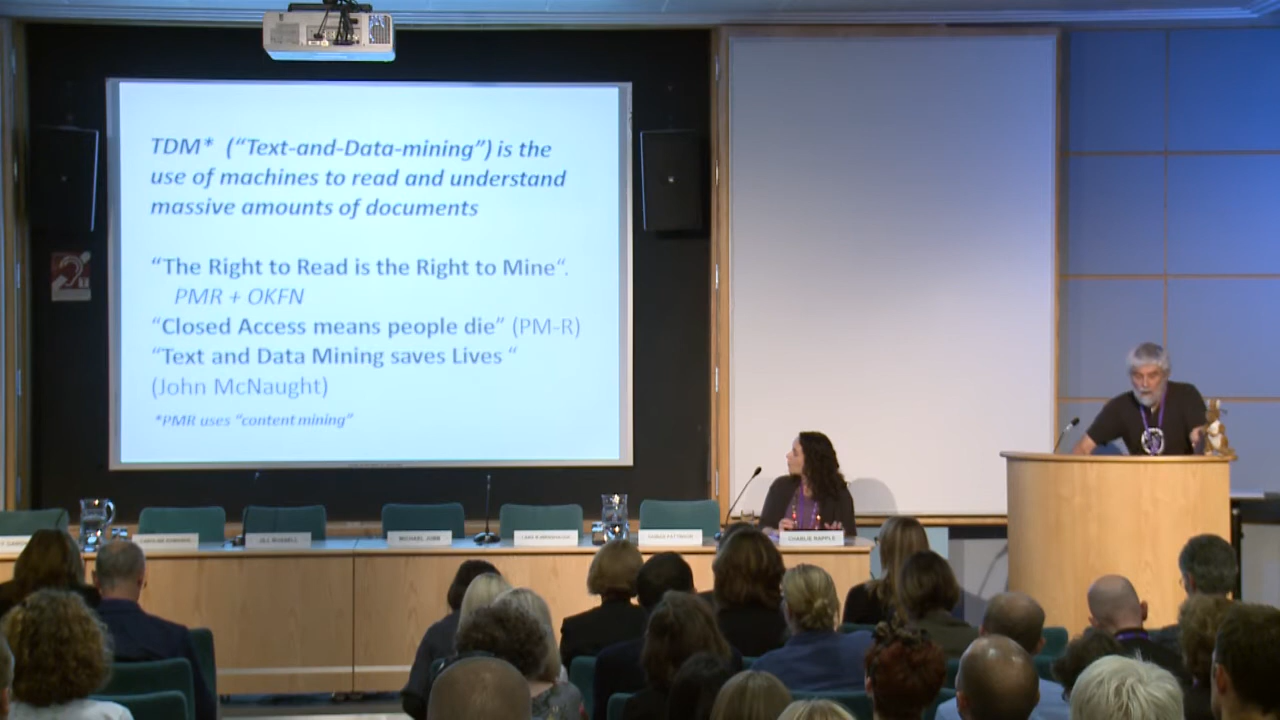 TDM* (“Text-and-Data-mining”) is the
use of machines to read and understand
massive amounts of documents
“The Right to Read is the Right to Mine“.
PMR + OKFN
“Closed Access means people die” (PM-R)
“Text and Data Mining saves Lives “
(John McNaught)
*PMR uses “content mining”
JILL RUSSELL
MICHAEL JUBB
CHARLIE RAPPLE